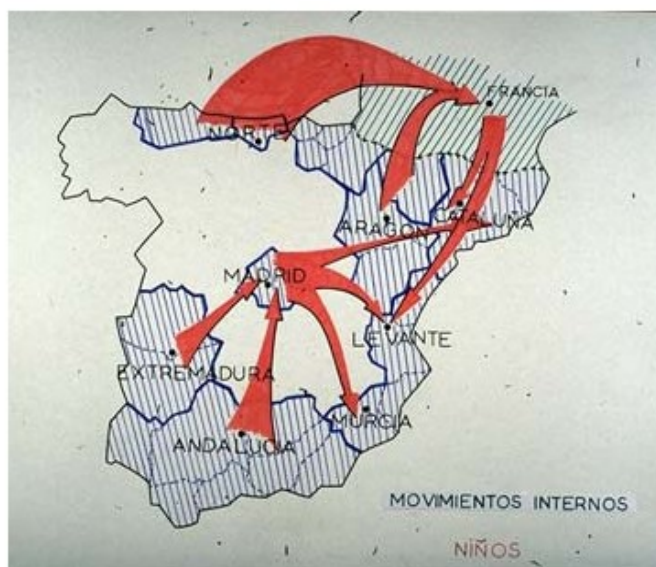 FRANCIA
NORTE
ARAGON
CATALUÑA
MADRID
LEVANTE
EXTREMADURA
MURCIA
ANDALUCIA
MOVIMIENTOS INTERNOS
NIÑOS